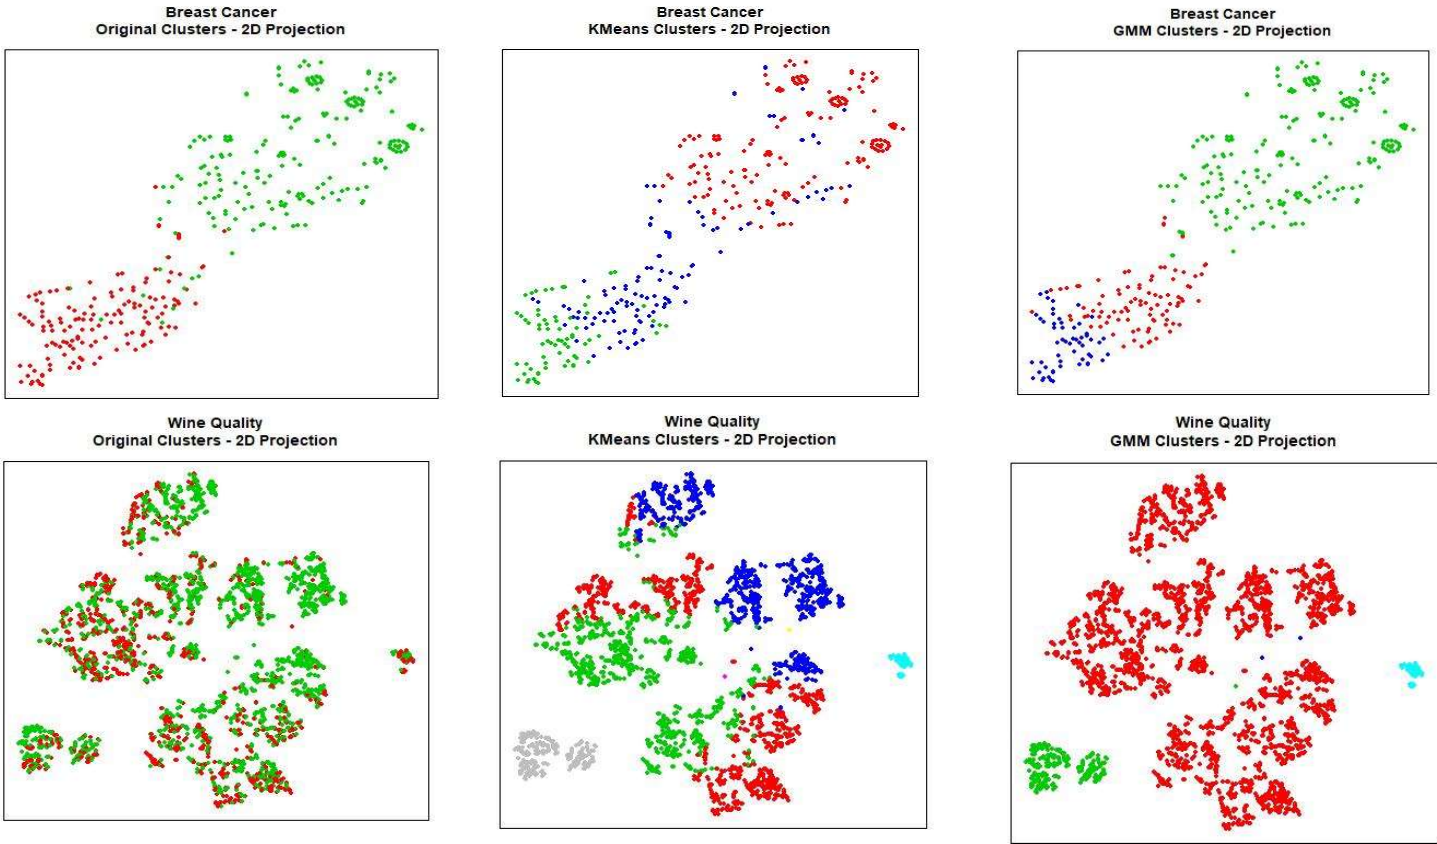 Breast Cancer
Original Clusters - 2D Projection
Breast Cancer
KMeans Clusters - 2D Projection
Breast Cancer
GMM Clusters - 2D Projection
Wine Quality
Original Clusters - 2D Projection
Wine Quality
KMeans Clusters - 2D Projection
Wine Quality
GMM Clusters - 2D Projection